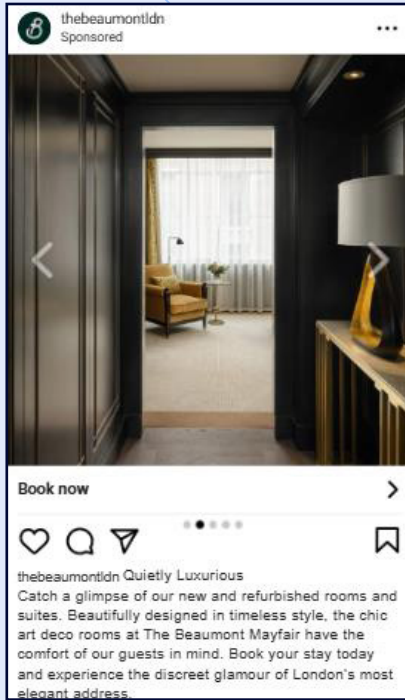 thebeaumontldn
Sponsored
Book now
thebeaumontldn Quietly Luxurious
Catch a glimpse of our new and refurbished rooms and
suites. Beautifully designed in timeless style, the chic
art deco rooms at The Beaumont Mayfair have the
comfort of our guests in mind. Book your stay today
and experience the discreet glamour of London's most
elegant address.